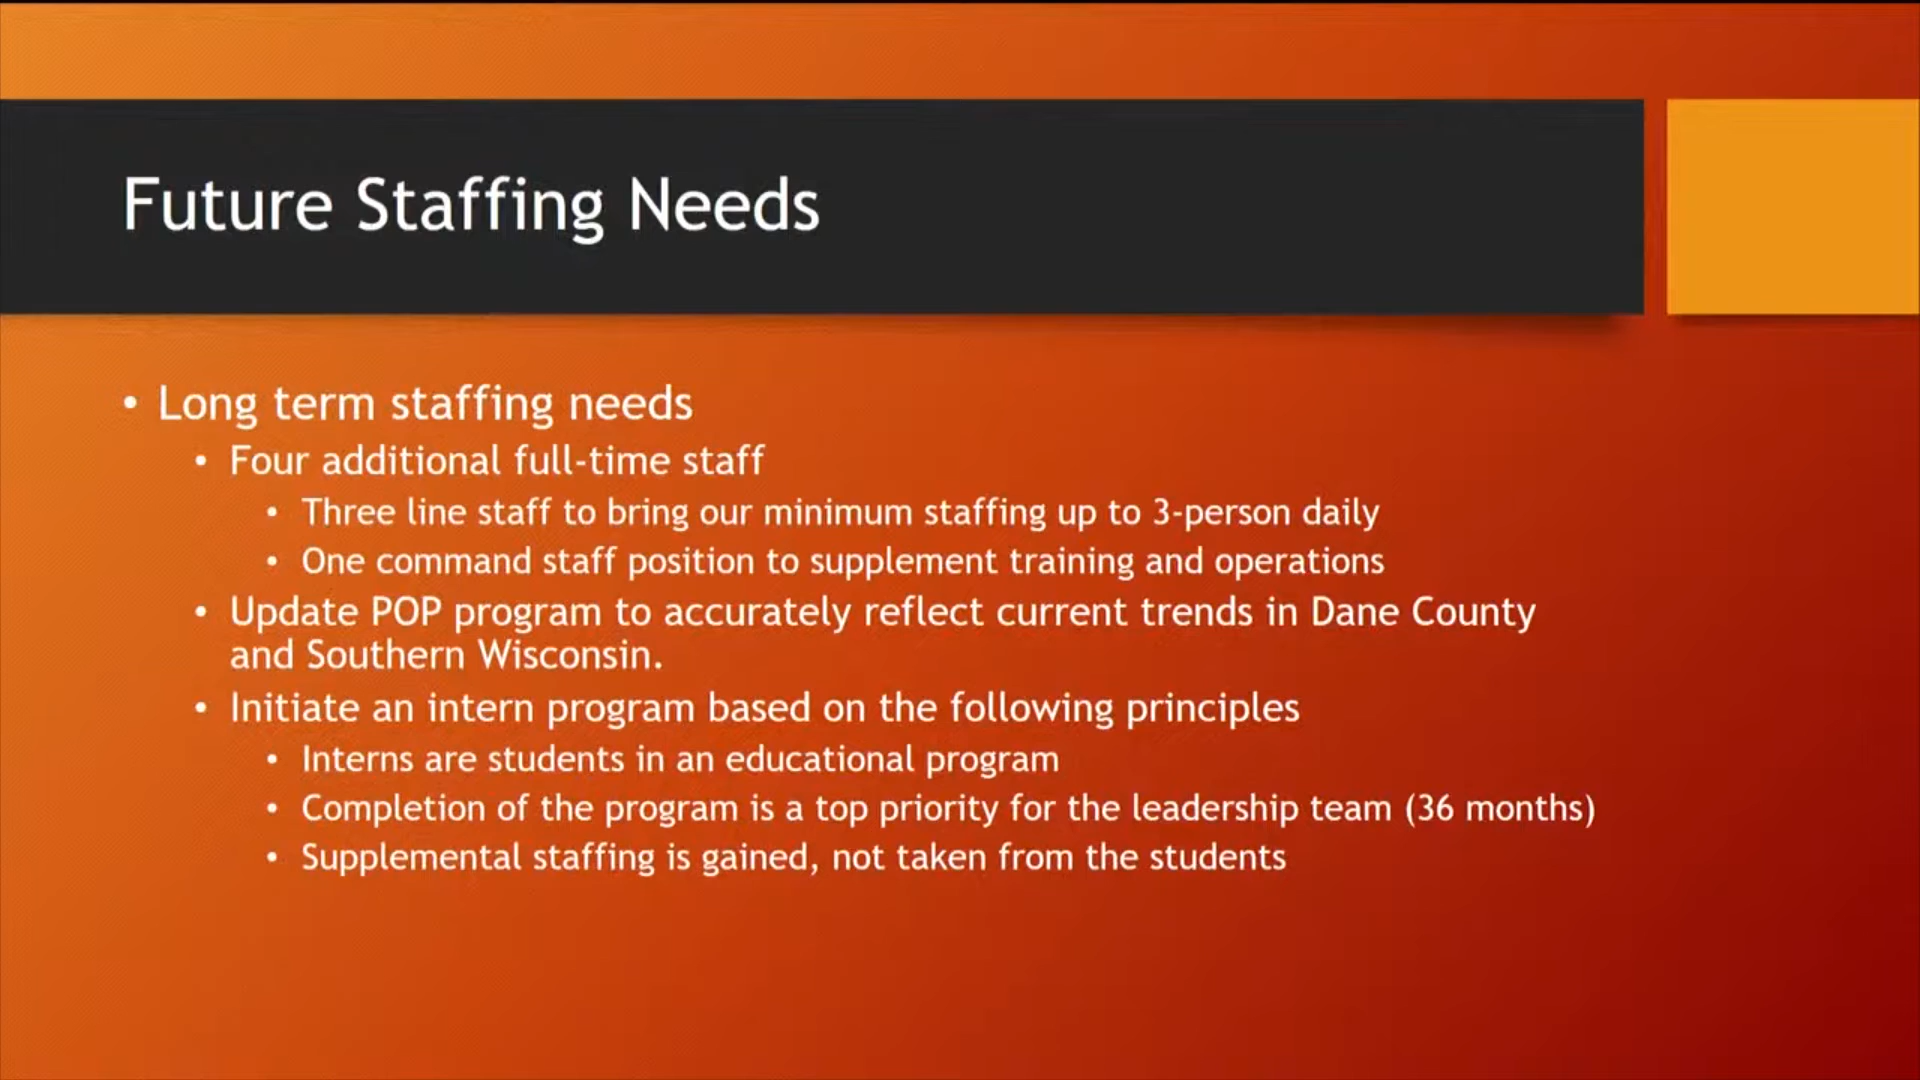 Future Staffing Needs
• Long term staffing needs
• Four additional full-time staff
• Three line staff to bring our minimum staffing up to 3-person daily
• One command staff position to supplement training and operations
• Update POP program to accurately reflect current trends in Dane County
and Southern Wisconsin.
• Initiate an intern program based on the following principles
• Interns are students in an educational program
• Completion of the program is a top priority for the leadership team (36 months)
• Supplemental staffing is gained, not taken from the students